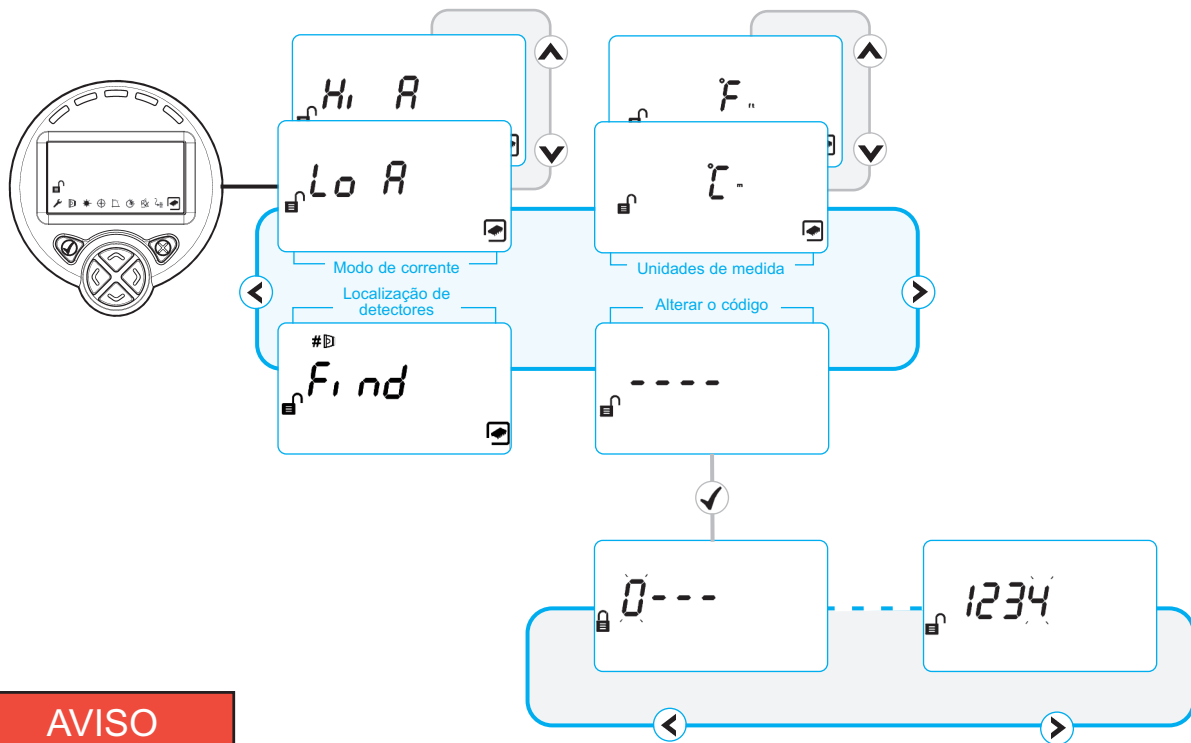 Hi A
Lo A
°F n
°C m
Modo de corrente
Unidades de medida
Localização de
detectores
Alterar o código
#
Find
----
0---
1234
AVISO